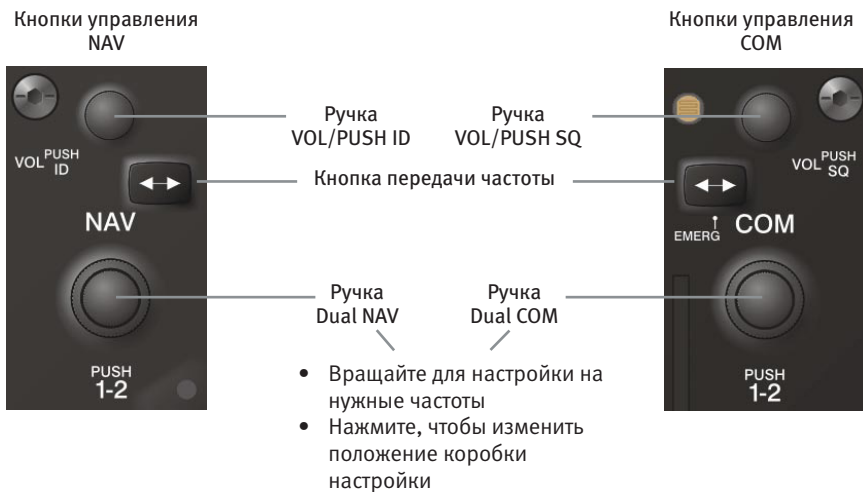 Кнопки управления
NAV
Кнопки управления
COM
VOL PUSH
ID
NAV
PUSH
1-2
Ручка
VOL/PUSH ID
Ручка
VOL/PUSH SQ
Кнопка передачи частоты
Ручка
Dual NAV
Ручка
Dual COM
• Вращайте для настройки на
нужные частоты
• Нажмите, чтобы изменить
положение коробки
настройки
VOL PUSH
SQ
EMERG
COM
PUSH
1-2